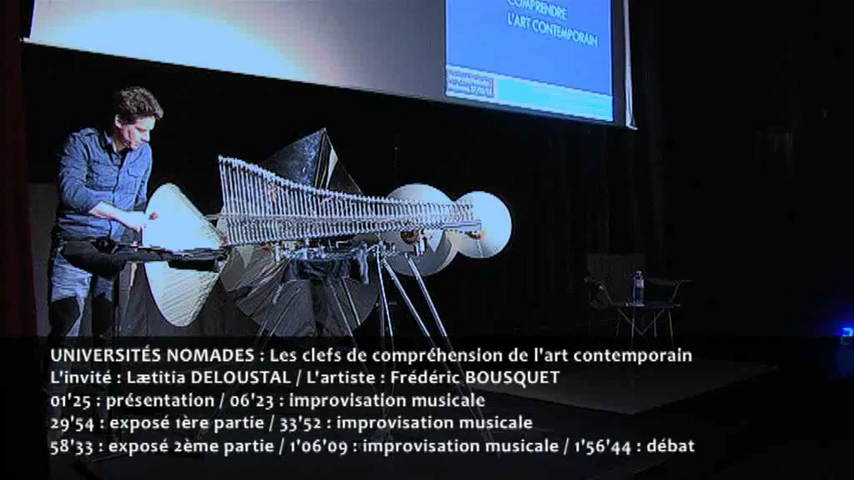 COMPRENDRE
L'ART CONTEMPORAIN
UNIVERSITÉS NOMADES : Les clefs de compréhension de l'art contemporain
L'invité : Lætitia DELOUSTAL / L'artiste : Frédéric BOUSQUET
01'25 : présentation / 06'23 : improvisation musicale
29'54 : exposé 1ère partie / 33'52 : improvisation musicale
58'33 : exposé 2ème partie / 1'06'09 : improvisation musicale / 1'56'44 : débat